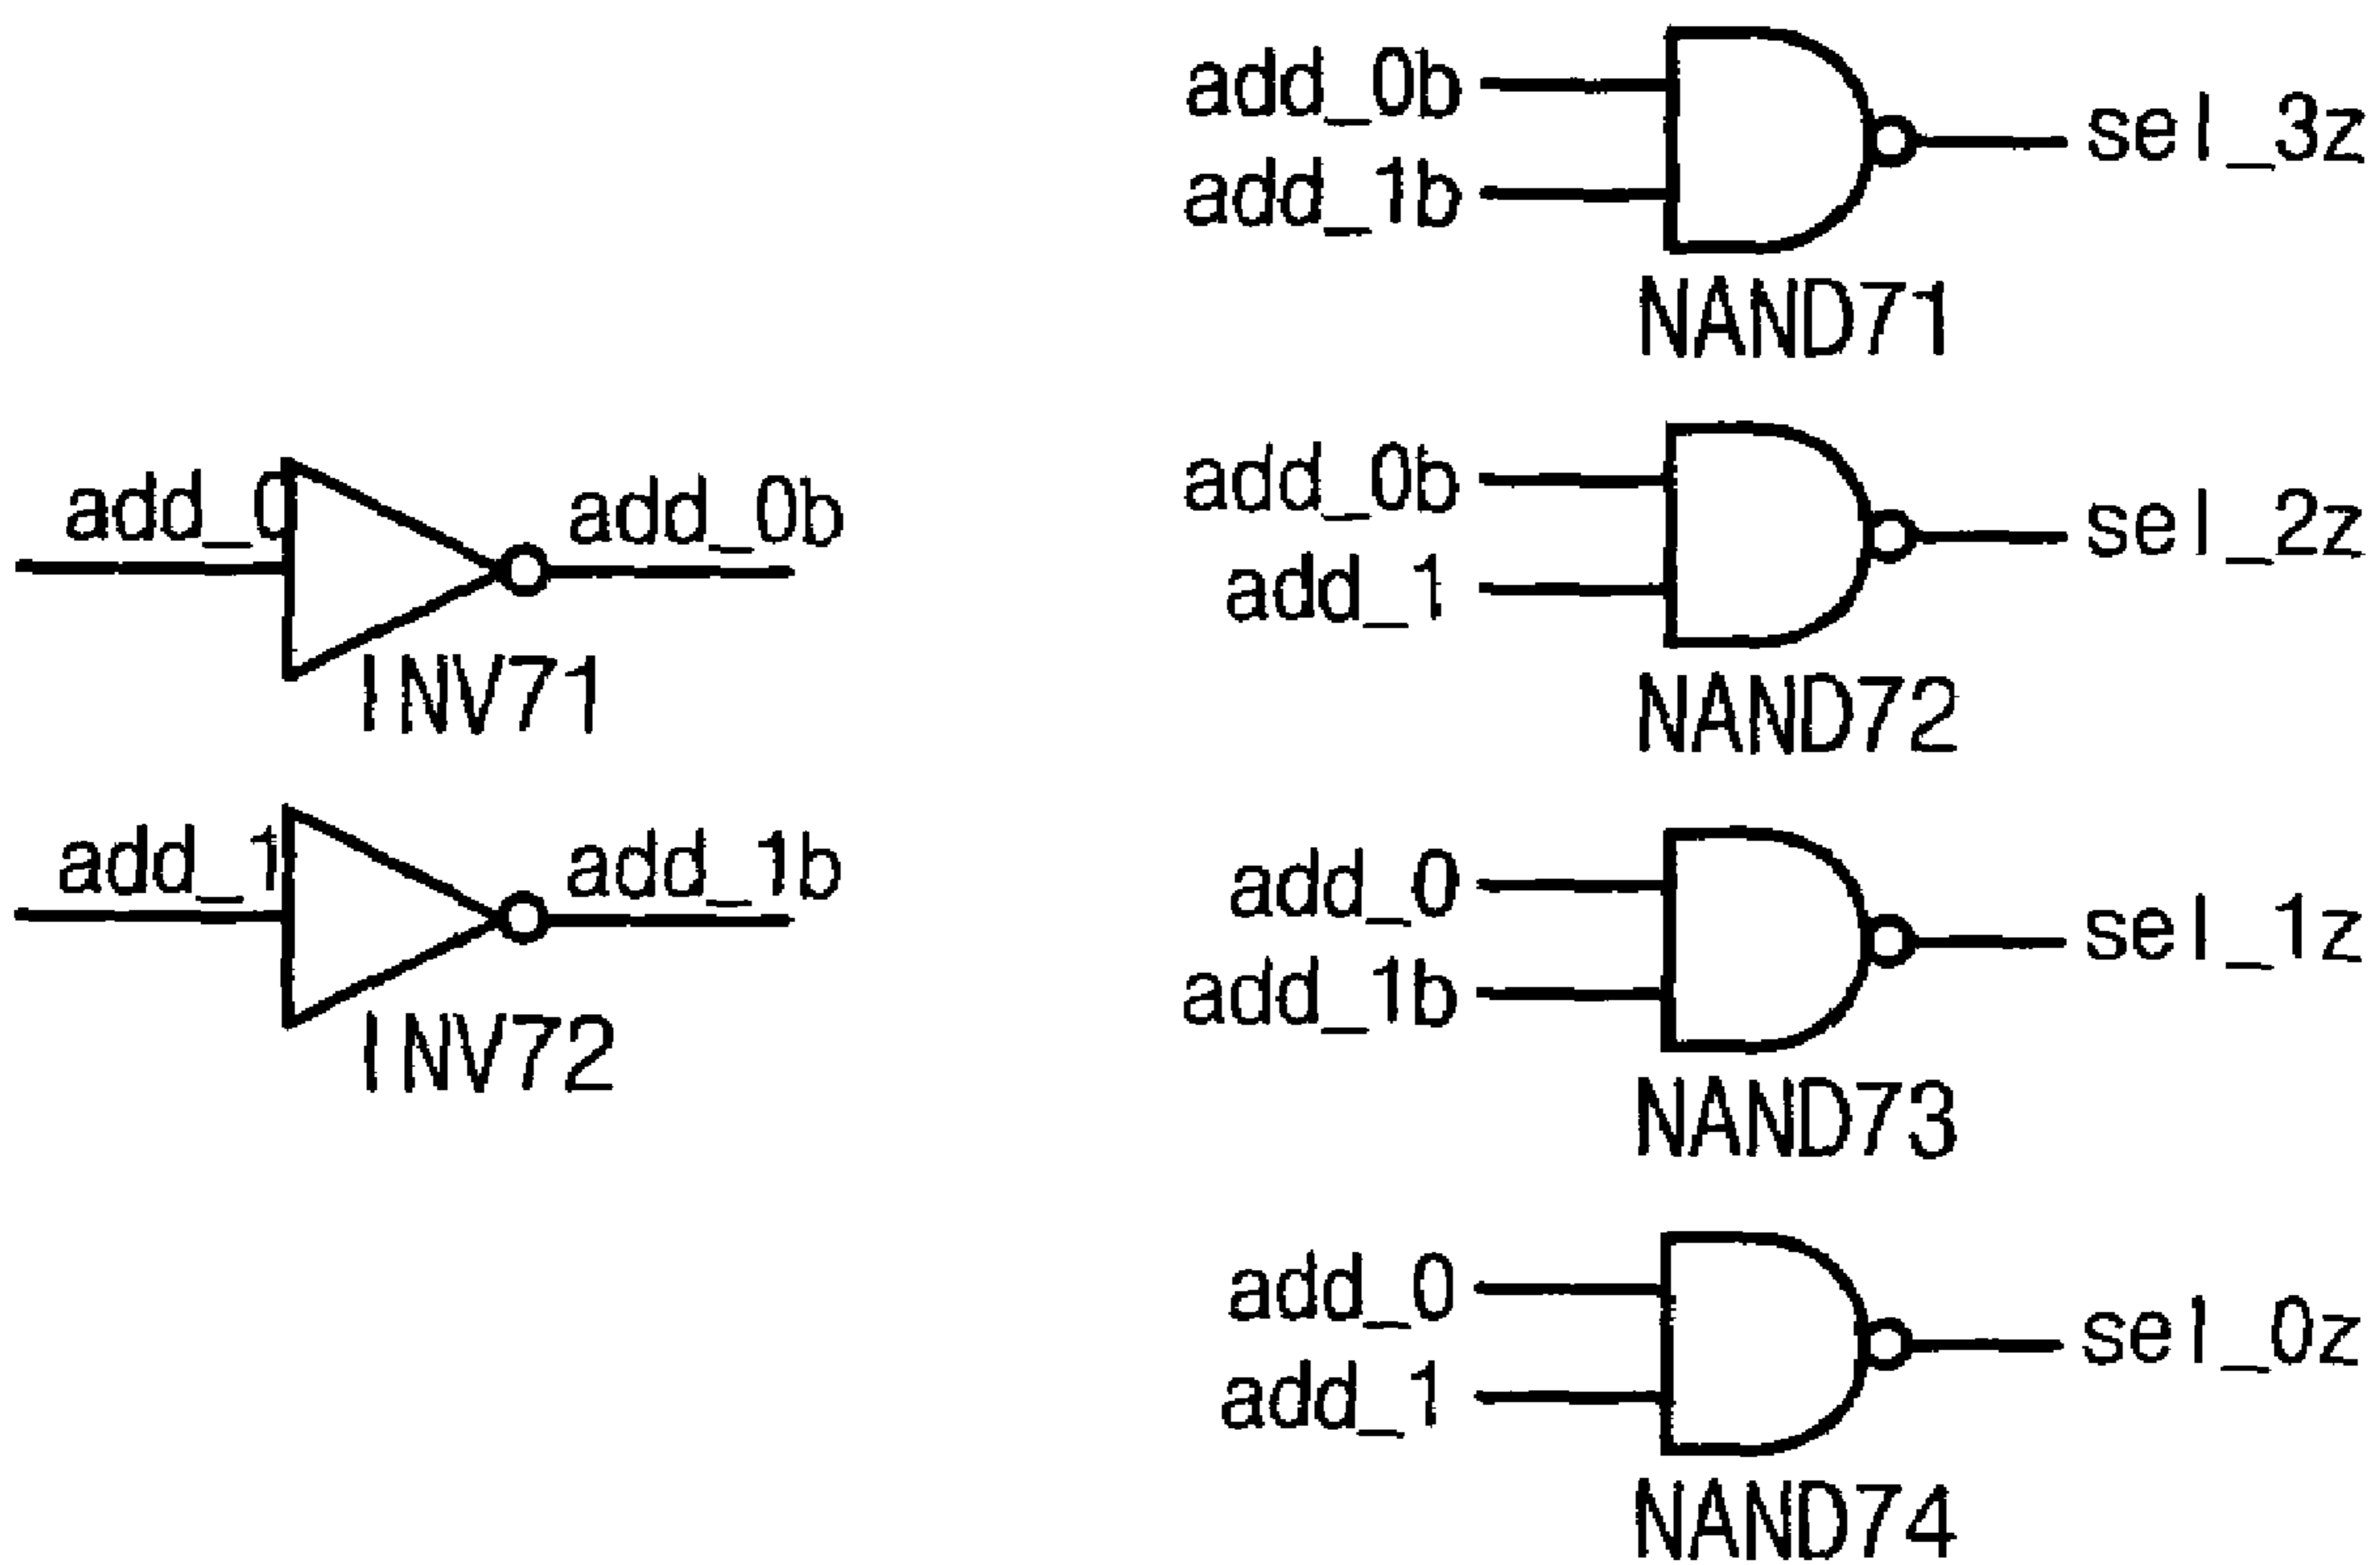 add_0
add_0b
INV71
add_1
add_1b
INV72
add_0b
add_1b
sel_3z
NAND71
add_0b
add_1
sel_2z
NAND72
add_0
add_1b
sel_1z
NAND73
add_0
add_1
sel_0z
NAND74